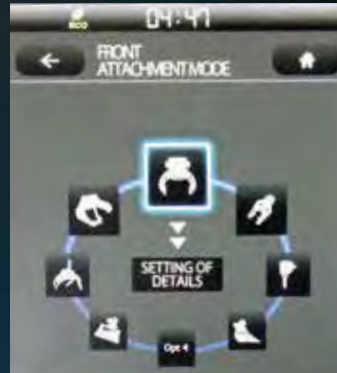 ECO
04:47
FRONT
ATTACHMENT MODE
SETTING OF
DETAILS
Opt 4